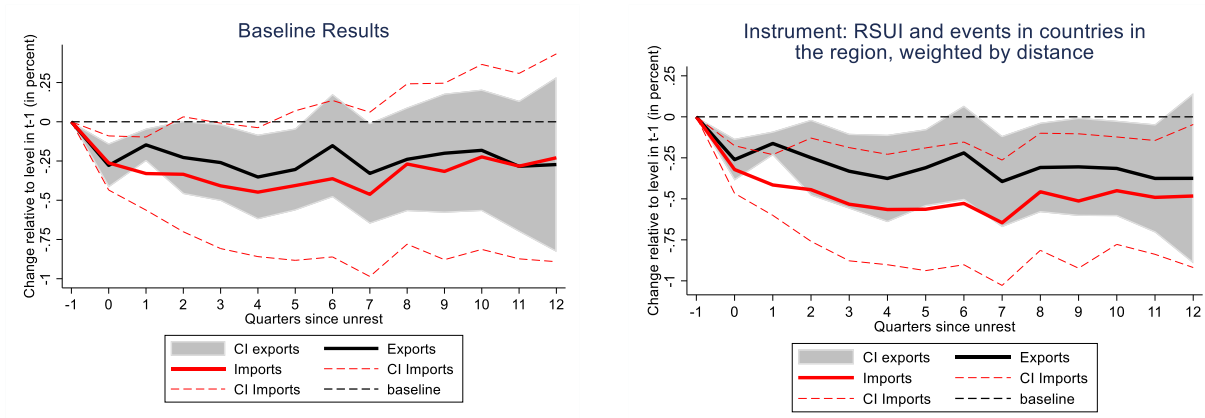 Baseline Results
Change relative to level in t-1 (in percent)
.25
0
-.25
-.5
-.75
-1
-1 0 1 2 3 4 5 6 7 8 9 10 11 12
Quarters since unrest
CI exports Exports
Imports CI Imports
CI Imports baseline
Instrument: RSUI and events in countries in
the region, weighted by distance
Change relative to level in t-1 (in percent)
.25
0
-.25
-.5
-.75
-1
-1 0 1 2 3 4 5 6 7 8 9 10 11 12
Quarters since unrest
CI exports Exports
Imports CI Imports
CI Imports baseline